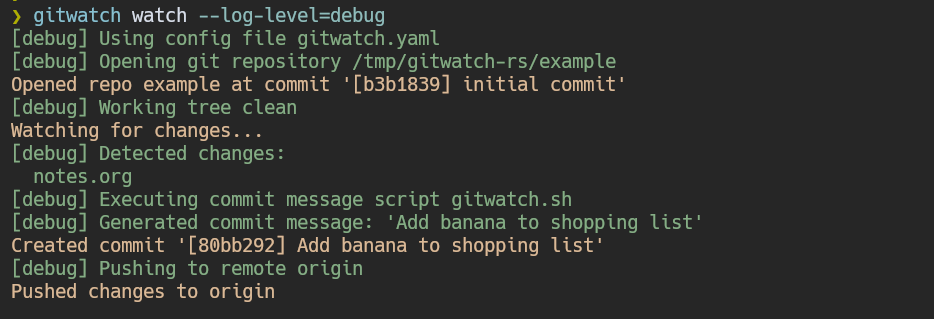 ❯ gitwatch watch --log-level=debug
[debug] Using config file gitwatch.yaml
[debug] Opening git repository /tmp/gitwatch-rs/example
Opened repo example at commit '[b3b1839] initial commit'
[debug] Working tree clean
Watching for changes...
[debug] Detected changes:
  notes.org
[debug] Executing commit message script gitwatch.sh
[debug] Generated commit message: 'Add banana to shopping list'
Created commit '[80bb292] Add banana to shopping list'
[debug] Pushing to remote origin
Pushed changes to origin